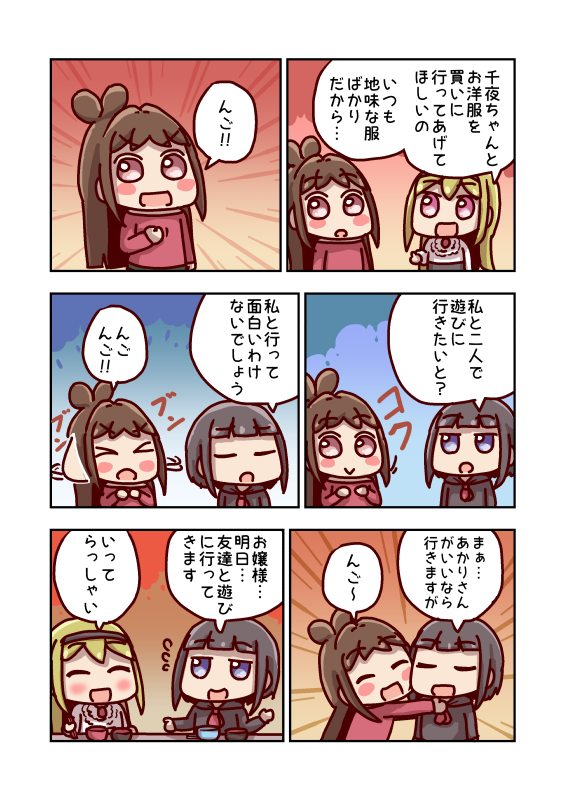 千夜ちゃんと
お洋服を
買いに
行ってあげて
ほしいの
いつも
地味な服
ばかり
だから…
んご!!
私と二人で
遊びに
行きたいと?
コク
私と行って
面白いわけ
ないでしょう
んご
んご!!
ブン
ブン
まぁ…
あかりさん
がいいなら
行きますが
んご〜
お嬢様…
明日…
友達と遊び
に行って
きます
いって
らっしゃい